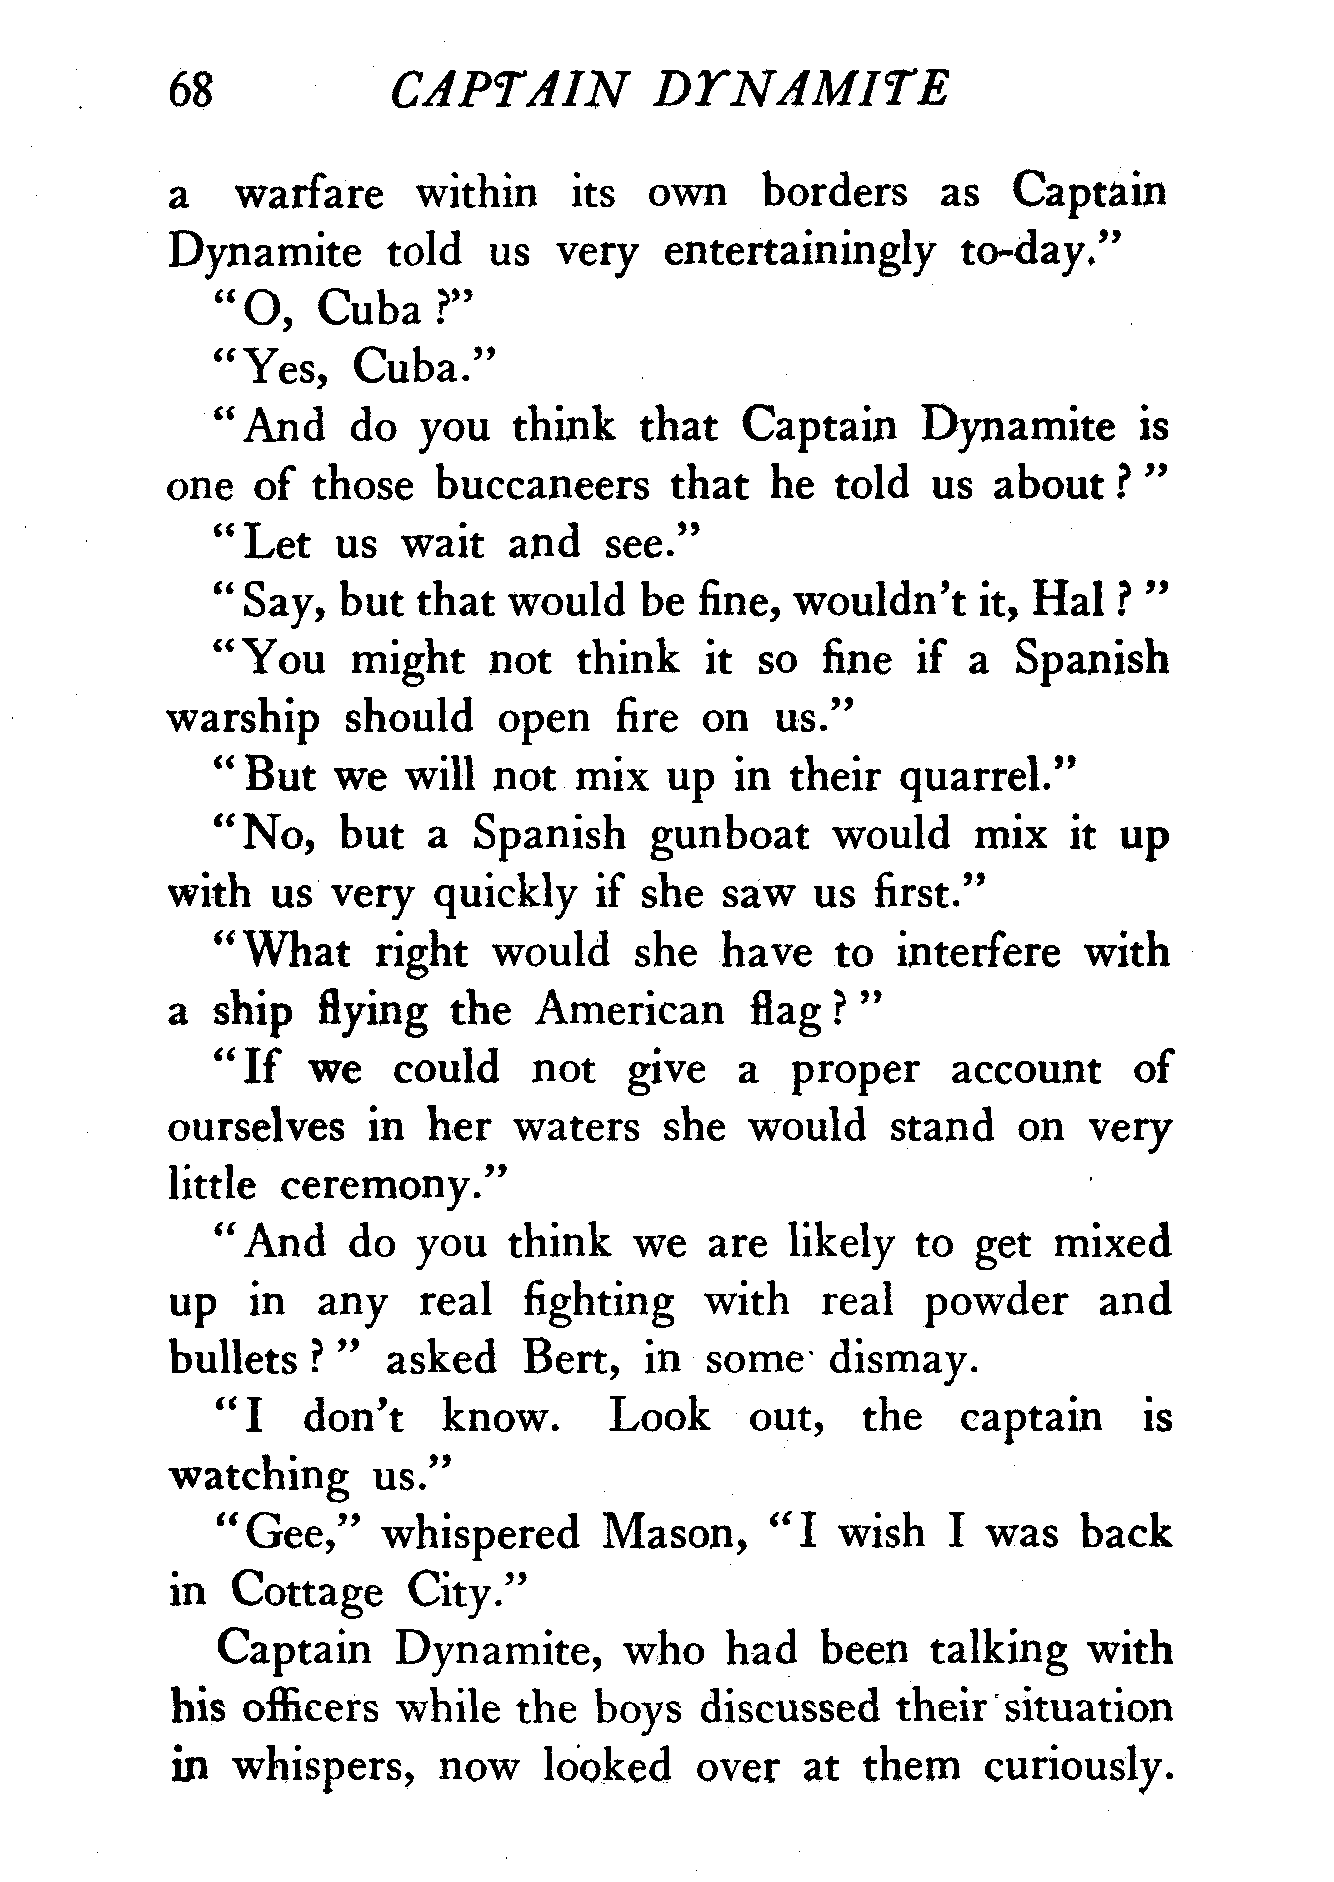 68 CAPTAIN DYNAMITE
a warfare within its own borders as Captain
Dynamite told us very entertainingly to-day."
"O, Cuba ?"
"Yes, Cuba."
"And do you think that Captain Dynamite is
one of those buccaneers that he told us about ? "
"Let us wait and see."
"Say, but that would be fine, wouldn't it, Hal ? "
"You might not think it so fine if a Spanish
warship should open fire on us."
"But we will not mix up in their quarrel."
"No, but a Spanish gunboat would mix it up
with us very quickly if she saw us first."
"What right would she have to interfere with
a ship flying the American flag ? "
"If we could not give a proper account of
ourselves in her waters she would stand on very
little ceremony."
"And do you think we are likely to get mixed
up in any real fighting with real powder and
bullets ? " asked Bert, in some dismay.
"I don't know. Look out, the captain is
watching us."
"Gee," whispered Mason, "I wish I was back
in Cottage City."
Captain Dynamite, who had been talking with
his officers while the boys discussed their situation
in whispers, now looked over at them curiously.